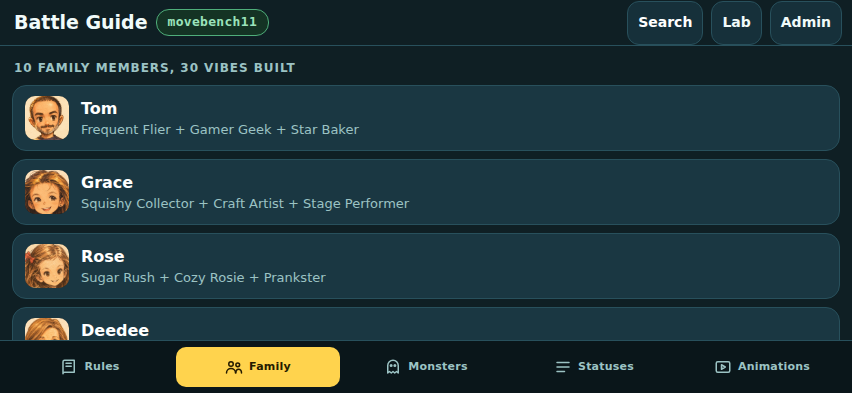 Battle Guide movebench11 Search Lab Admin
10 FAMILY MEMBERS, 30 VIBES BUILT
Tom
Frequent Flier + Gamer Geek + Star Baker
Grace
Squishy Collector + Craft Artist + Stage Performer
Rose
Sugar Rush + Cozy Rosie + Prankster
Deedee
Rules Family Monsters Statuses Animations